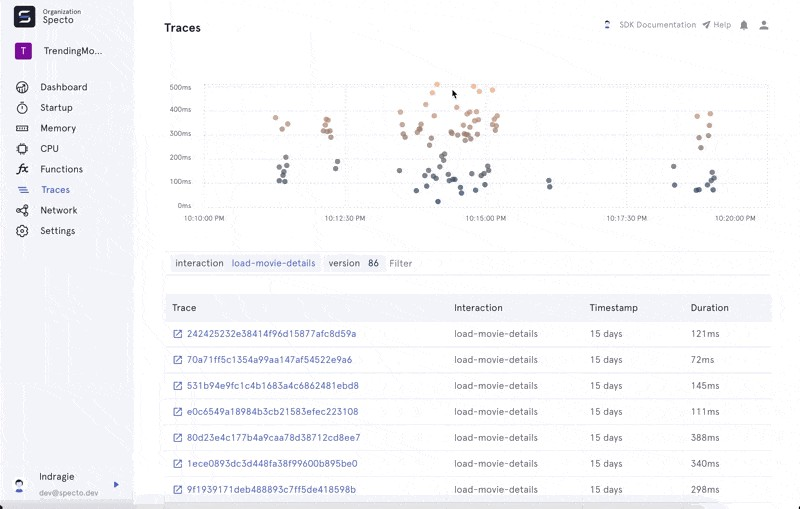 Organization
Specto
T TrendingMo...
Dashboard
Startup
Memory
CPU
fx Functions
Traces
Network
Settings
Indragie
dev@specto.dev
Traces
SDK Documentation Help
500ms
400ms
300ms
200ms
100ms
0ms
10:10:00 PM 10:12:30 PM 10:15:00 PM 10:17:30 PM 10:20:00 PM
interaction load-movie-details version 86 Filter
Trace Interaction Timestamp Duration
242425232e38414f96d15877afc8d59a load-movie-details 15 days 121ms
70a71ff5c1354a99aa147af54522e9a6 load-movie-details 15 days 72ms
531b94e9fc1c4b1683a4c6862481ebd8 load-movie-details 15 days 145ms
e0c6549a18984b3cb21583efec223108 load-movie-details 15 days 111ms
80d23e4c177b4a9caa78d38712cd8ee7 load-movie-details 15 days 388ms
1ece0893dc3d448fa38f99600b895be0 load-movie-details 15 days 340ms
9f1939171deb488893c7ff5de418598b load-movie-details 15 days 298ms